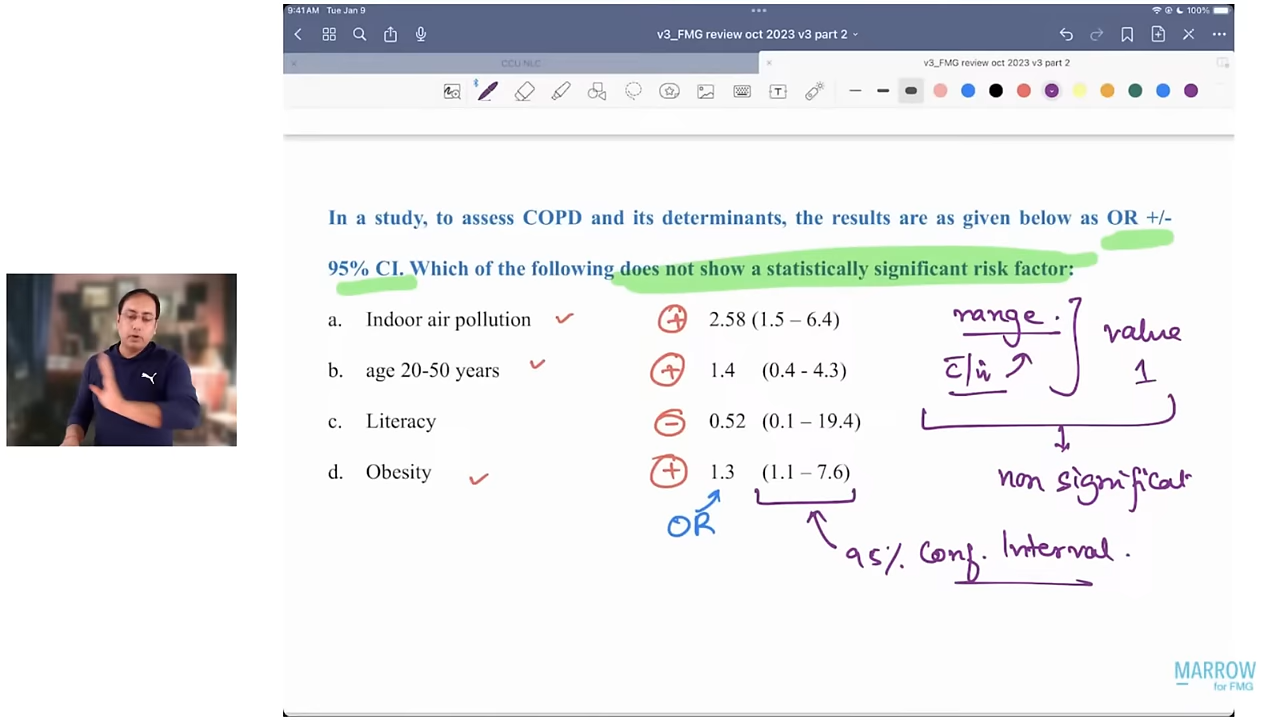 9:41AM Tue Jan 9
100%
v3_FMG review oct 2023 v3 part 2
CCU NLC
v3_FMG review oct 2023 v3 part 2
In a study, to assess COPD and its determinants, the results are as given below as OR +/-
95% CI. Which of the following does not show a statistically significant risk factor:
a. Indoor air pollution 2.58 (1.5 – 6.4)
b. age 20-50 years 1.4 (0.4 - 4.3)
c. Literacy 0.52 (0.1 – 19.4)
d. Obesity 1.3 (1.1 – 7.6)
range.
value
1
non significat
OR
95% Conf. Interval.
MARROW
for FMG